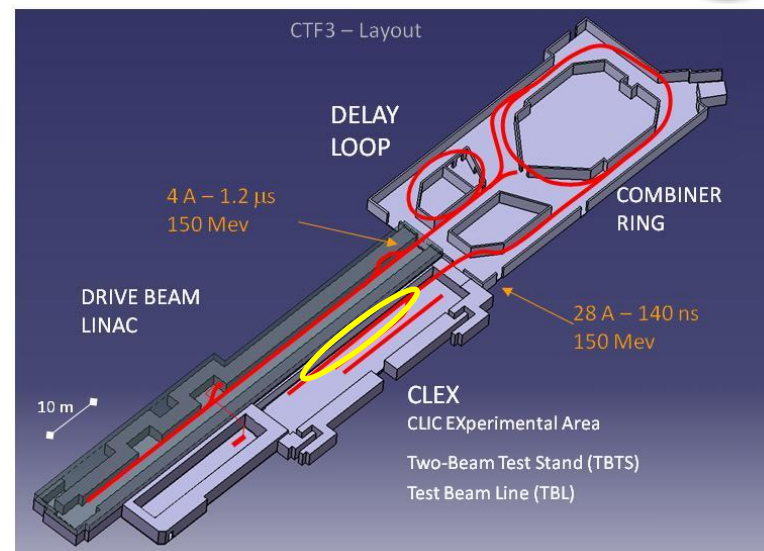 CTF3 – Layout
DELAY
LOOP
4 A – 1.2 μs
150 Mev
COMBINER
RING
DRIVE BEAM
LINAC
28 A – 140 ns
150 Mev
10 m
CLEX
CLIC EXperimental Area
Two-Beam Test Stand (TBTS)
Test Beam Line (TBL)